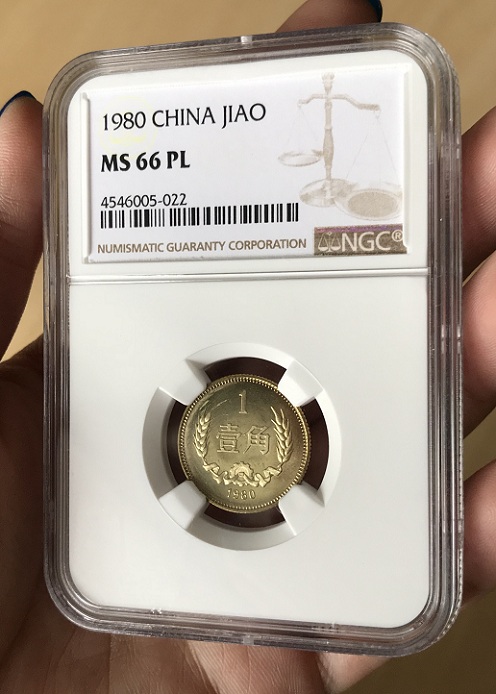 1980 CHINA JIAO
MS 66 PL
4546005-022
NUMISMATIC GUARANTY CORPORATION
NGC®
1
壹角
1980